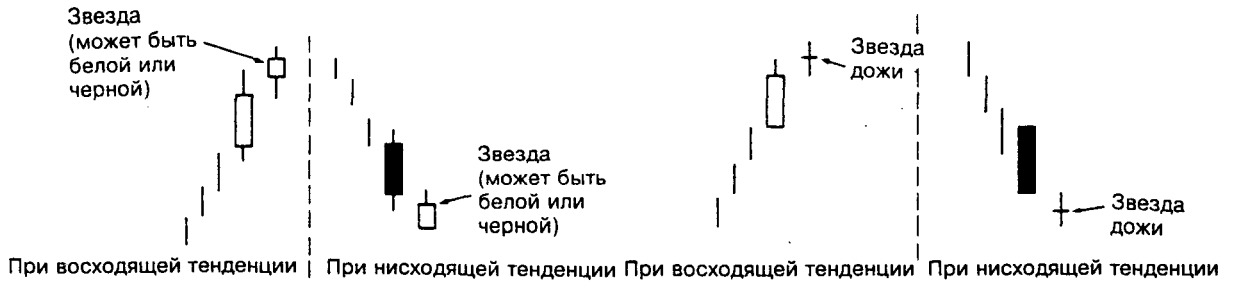 Звезда
(может быть
белой или
черной)
Звезда
(может быть
белой или
черной)
Звезда
дожи
Звезда
дожи
При восходящей тенденции
При нисходящей тенденции
При восходящей тенденции
При нисходящей тенденции